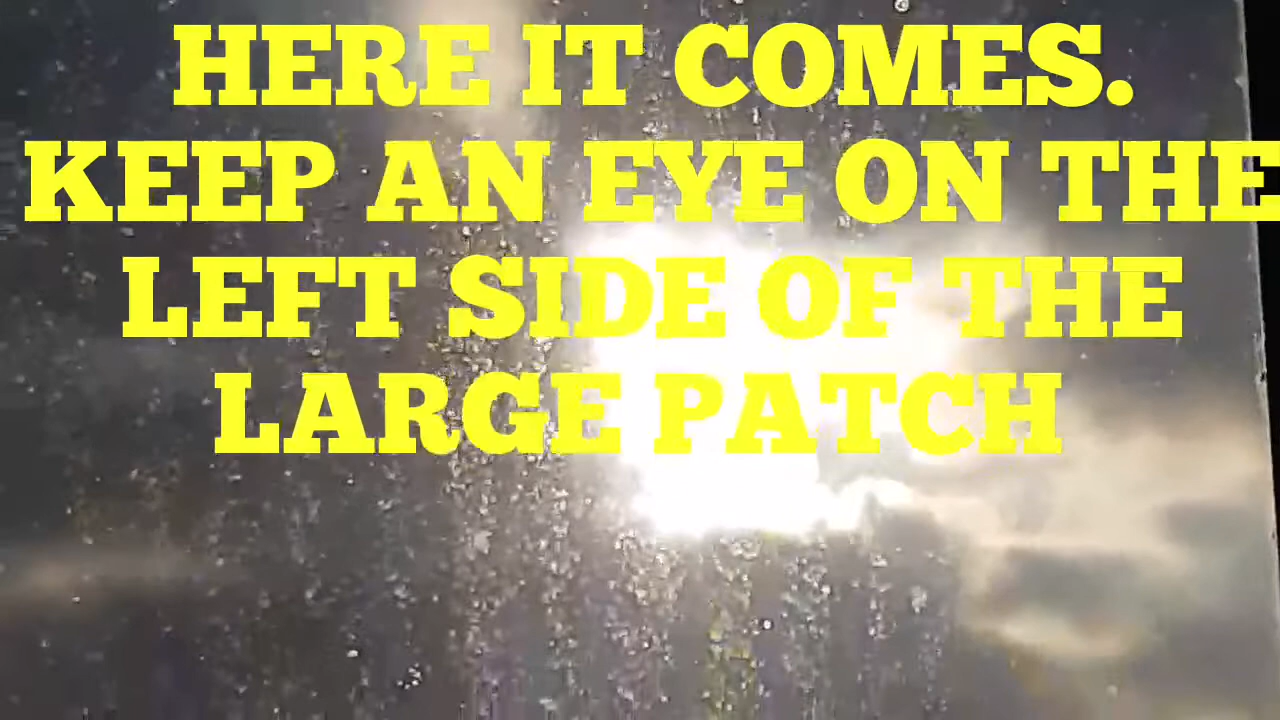 HERE IT COMES.
KEEP AN EYE ON THE
LEFT SIDE OF THE
LARGE PATCH